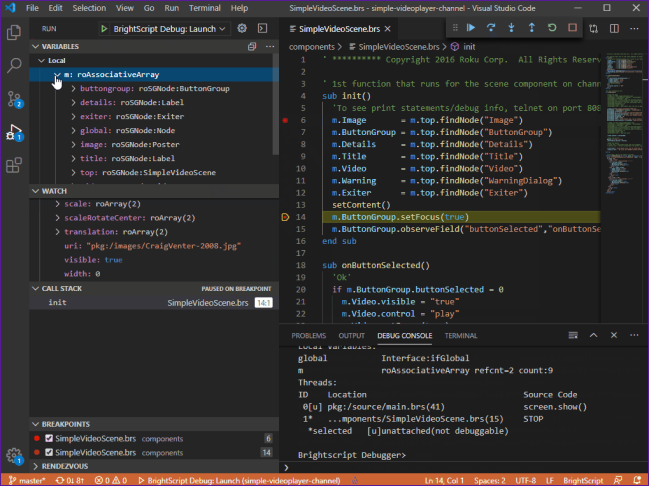 File Edit Selection View Go Run Terminal Help
SimpleVideoScene.brs - simple-videoplayer-channel - Visual Studio Code
RUN
BrightScript Debug: Launch
SimpleVideoScene.brs
components > SimpleVideoScene.brs > init
VARIABLES
Local
m: roAssociativeArray
buttongroup: roSGNode:ButtonGroup
details: roSGNode:Label
exiter: roSGNode:Exiter
global: roSGNode:Node
image: roSGNode:Poster
title: roSGNode:Label
top: roSGNode:SimpleVideoScene
WATCH
scale: roArray(2)
scaleRotateCenter: roArray(2)
translation: roArray(2)
uri: "pkg:/images/CraigVenter-2008.jpg"
visible: true
width: 0
CALL STACK PAUSED ON BREAKPOINT
init SimpleVideoScene.brs 14:1
BREAKPOINTS
SimpleVideoScene.brs components 6
SimpleVideoScene.brs components 14
RENDEZVOUS
2
1
1
1 ' ********** Copyright 2016 Roku Corp. All Rights Reser
2
3 ' 1st function that runs for the scene component on chann
4 sub init()
5 'To see print statements/debug info, telnet on port 808
6 m.Image = m.top.findNode("Image")
7 m.ButtonGroup = m.top.findNode("ButtonGroup")
8 m.Details = m.top.findNode("Details")
9 m.Title = m.top.findNode("Title")
10 m.Video = m.top.findNode("Video")
11 m.Warning = m.top.findNode("WarningDialog")
12 m.Exiter = m.top.findNode("Exiter")
13 setContent()
14 m.ButtonGroup.setFocus(true)
15 m.ButtonGroup.observeField("buttonSelected","onButtonSe
16 end sub
17
18 sub onButtonSelected()
19 'Ok'
20 if m.ButtonGroup.buttonSelected = 0
21 m.Video.visible = "true"
22 m.Video.control = "play"
PROBLEMS OUTPUT DEBUG CONSOLE TERMINAL
Local Variables:
global Interface:ifGlobal
m roAssociativeArray refcnt=2 count:9
Threads:
ID Location Source Code
0[u] pkg:/source/main.brs(41) screen.show()
1* ...mponents/SimpleVideoScene.brs(15) STOP
*selected [u]unattached(not debuggable)
Brightscript Debugger>
master* 0↓ 8↑ 0 0 BrightScript Debug: Launch (simple-videoplayer-channel)
Ln 14, Col 1 Spaces: 2 UTF-8 LF BrightScript